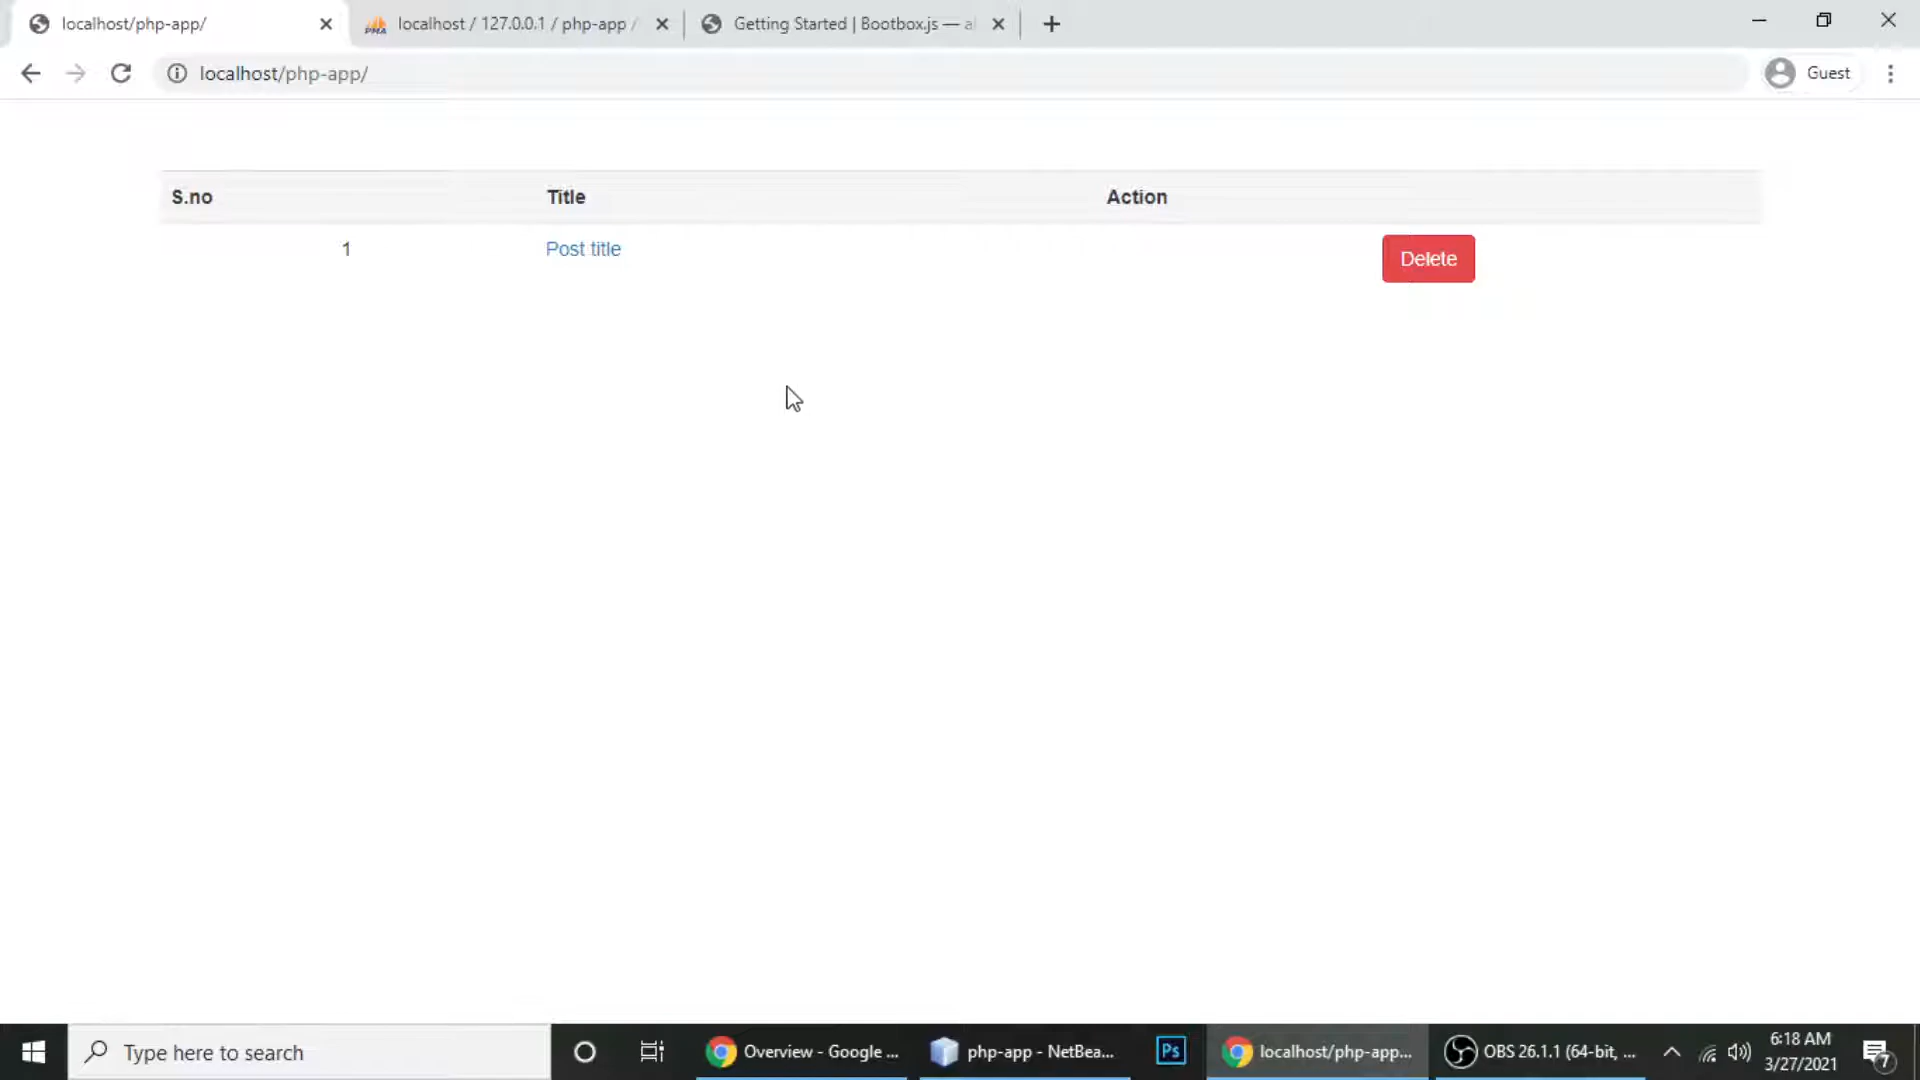 localhost/php-app/
localhost / 127.0.0.1 / php-app /
Getting Started | Bootbox.js — al
localhost/php-app/
Guest
S.no Title Action
1 Post title Delete
Type here to search
Overview - Google ...
php-app - NetBea...
Ps
localhost/php-app...
OBS 26.1.1 (64-bit, ...
6:18 AM
3/27/2021
7